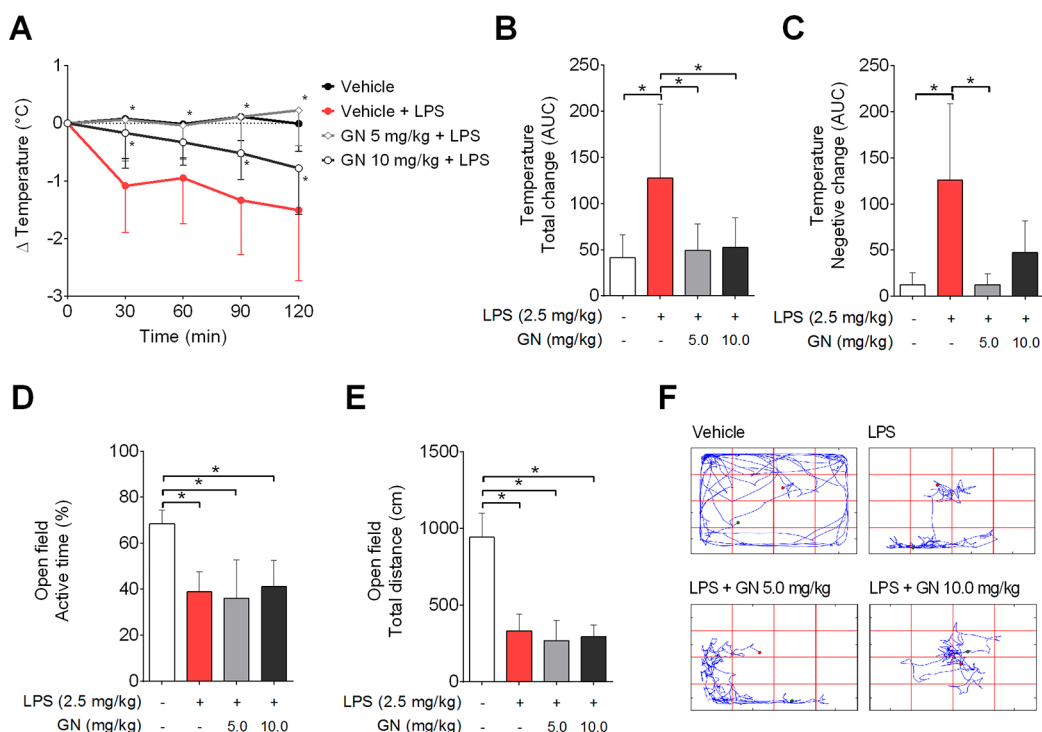 A
Δ Temperature (°C)
1
0
-1
-2
-3
0 30 60 90 120
Time (min)
* * * *
* * *
Vehicle
Vehicle + LPS
GN 5 mg/kg + LPS
GN 10 mg/kg + LPS
B
Temperature
Total change (AUC)
250
200
150
100
50
0
*
* *
LPS (2.5 mg/kg) - + + +
GN (mg/kg) - - 5.0 10.0
C
Temperature
Negetive change (AUC)
250
200
150
100
50
0
* *
LPS (2.5 mg/kg) - + + +
GN (mg/kg) - - 5.0 10.0
D
Open field
Active time (%)
100
80
60
40
20
0
*
*
*
LPS (2.5 mg/kg) - + + +
GN (mg/kg) - - 5.0 10.0
E
Open field
Total distance (cm)
1500
1000
500
0
*
*
*
LPS (2.5 mg/kg) - + + +
GN (mg/kg) - - 5.0 10.0
F
Vehicle
LPS
LPS + GN 5.0 mg/kg
LPS + GN 10.0 mg/kg